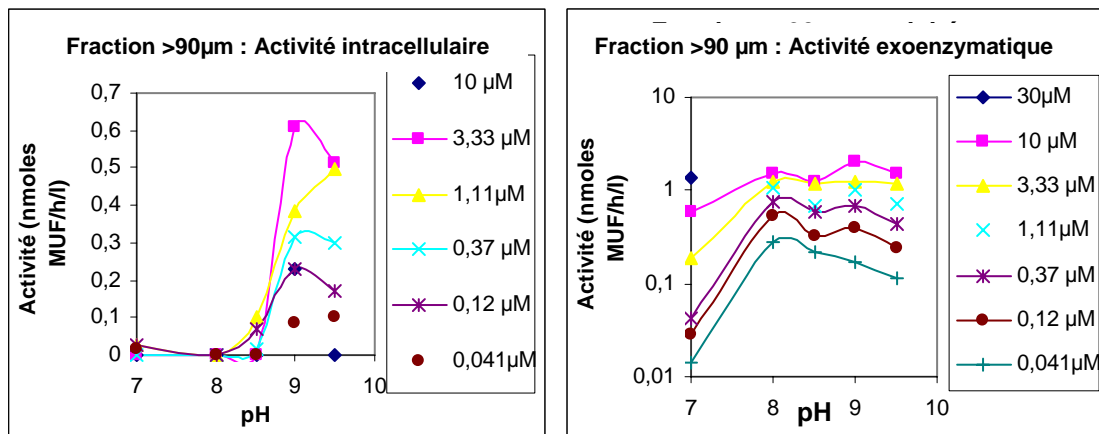 Fraction >90µm : Activité intracellulaire
Activité (nmoles
MUF/h/l)
0,7
0,6
0,5
0,4
0,3
0,2
0,1
0
7
8
9
10
pH
10 µM
3,33 µM
1,11µM
0,37 µM
0,12 µM
0,041µM
Fraction >90 µm : Activité exoenzymatique
Activité (nmoles
MUF/h/l)
10
1
0,1
0,01
7
8
9
10
pH
30µM
10 µM
3,33 µM
1,11µM
0,37 µM
0,12 µM
0,041µM